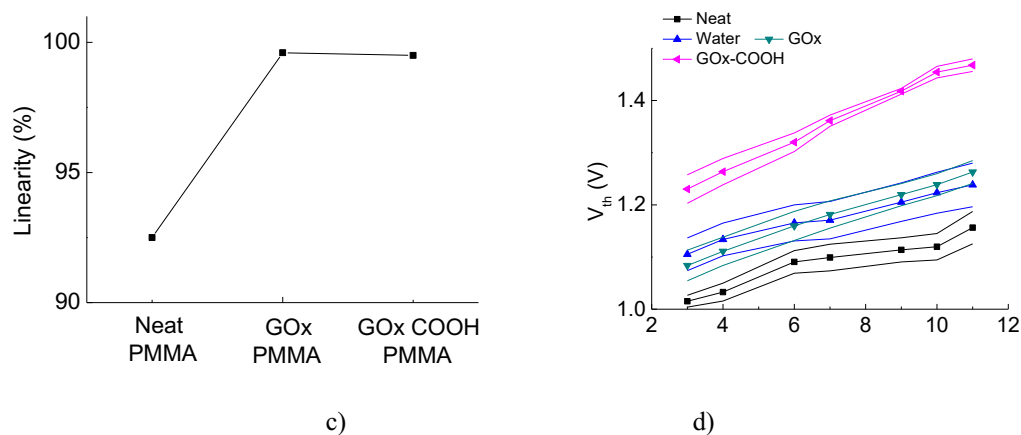 100
95
90
Linearity (%)
Neat
PMMA
GOx
PMMA
GOx COOH
PMMA
c)
Neat
Water
GOx
GOx-COOH
1.4
1.2
1.0
V_th (V)
2
4
6
8
10
12
d)